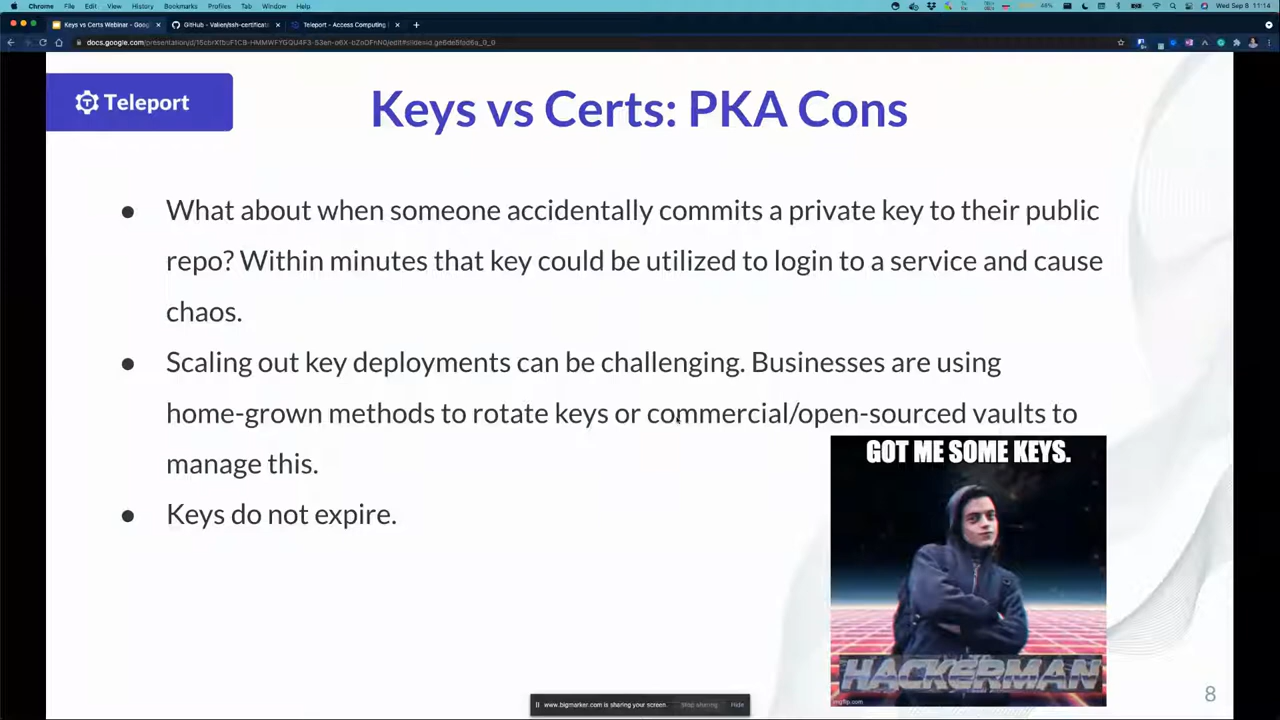 Chrome File Edit View History Bookmarks Profiles Tab Window Help
Wed Sep 8 11:14
Keys vs Certs Webinar - Goog
GitHub - Valien/ssh-certificat
Teleport - Access Computing
Teleport
Keys vs Certs: PKA Cons
● What about when someone accidentally commits a private key to their public
repo? Within minutes that key could be utilized to login to a service and cause
chaos.
● Scaling out key deployments can be challenging. Businesses are using
home-grown methods to rotate keys or commercial/open-sourced vaults to
manage this.
● Keys do not expire.
GOT ME SOME KEYS.
HACKERMAN
imgflip.com
www.bigmarker.com is sharing your screen. Stop sharing Hide
8